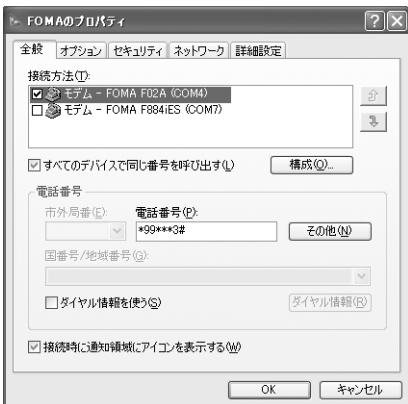 FOMAのプロパティ
全般 オプション セキュリティ ネットワーク 詳細設定
接続方法(T):
モデム - FOMA F02A (COM4)
モデム - FOMA F884iES (COM7)
すべてのデバイスで同じ番号を呼び出す(L) 構成(O)...
電話番号
市外局番(E): 電話番号(P):
*99***3# その他(N)
国番号/地域番号(G):
ダイヤル情報を使う(S) ダイヤル情報(R)
接続時に通知領域にアイコンを表示する(W)
OK キャンセル